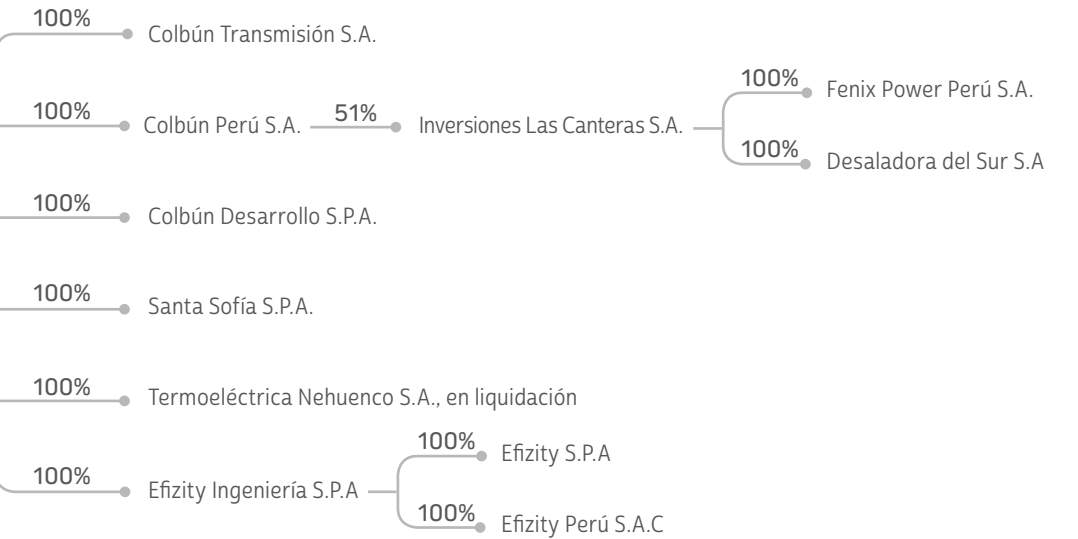 100%
Colbún Transmisión S.A.
100%
Colbún Perú S.A.
51%
Inversiones Las Canteras S.A.
100%
Fenix Power Perú S.A.
100%
Desaladora del Sur S.A
100%
Colbún Desarrollo S.P.A.
100%
Santa Sofía S.P.A.
100%
Termoeléctrica Nehuenco S.A., en liquidación
100%
Efizity Ingeniería S.P.A
100%
Efizity S.P.A
100%
Efizity Perú S.A.C